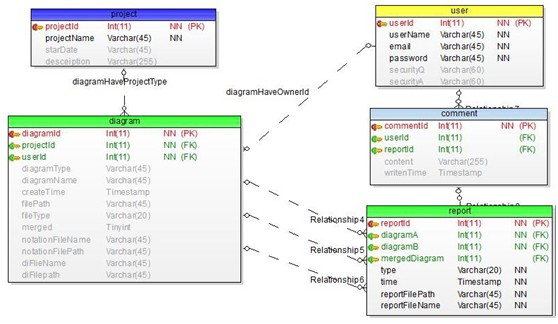 project
projectId Int(11) NN (PK)
projectName Varchar(45) NN
starDate Varchar(45)
desceiption Varchar(255)
diagramHaveProjectType
user
userId Int(11) NN (PK)
userName Varchar(45) NN
email Varchar(45) NN
password Varchar(45) NN
securityQ Varchar(60)
securityA Varchar(60)
diagramHaveOwnerId
diagram
diagramId Int(11) NN (PK)
projectId Int(11) NN (FK)
userId Int(11) NN (FK)
diagramType Varchar(45)
diagramName Varchar(45)
createTime Timestamp
filePath Varchar(45)
fileType Varchar(20)
merged Tinyint
notationFileName Varchar(45)
notationFilePath Varchar(45)
diFileName Varchar(45)
diFilepath Varchar(45)
Relationship7
comment
commentId Int(11) NN (PK)
userId Int(11) (FK)
reportId Int(11) (FK)
content Varchar(255)
writenTime Timestamp
Relationship4
Relationship5
Relationship6
report
reportId Int(11) NN (PK)
diagramA Int(11) NN (FK)
diagramB Int(11) NN (FK)
mergedDiagram Int(11) (FK)
type Varchar(20) NN
time Timestamp NN
reportFilePath Varchar(45) NN
reportFileName Varchar(45) NN